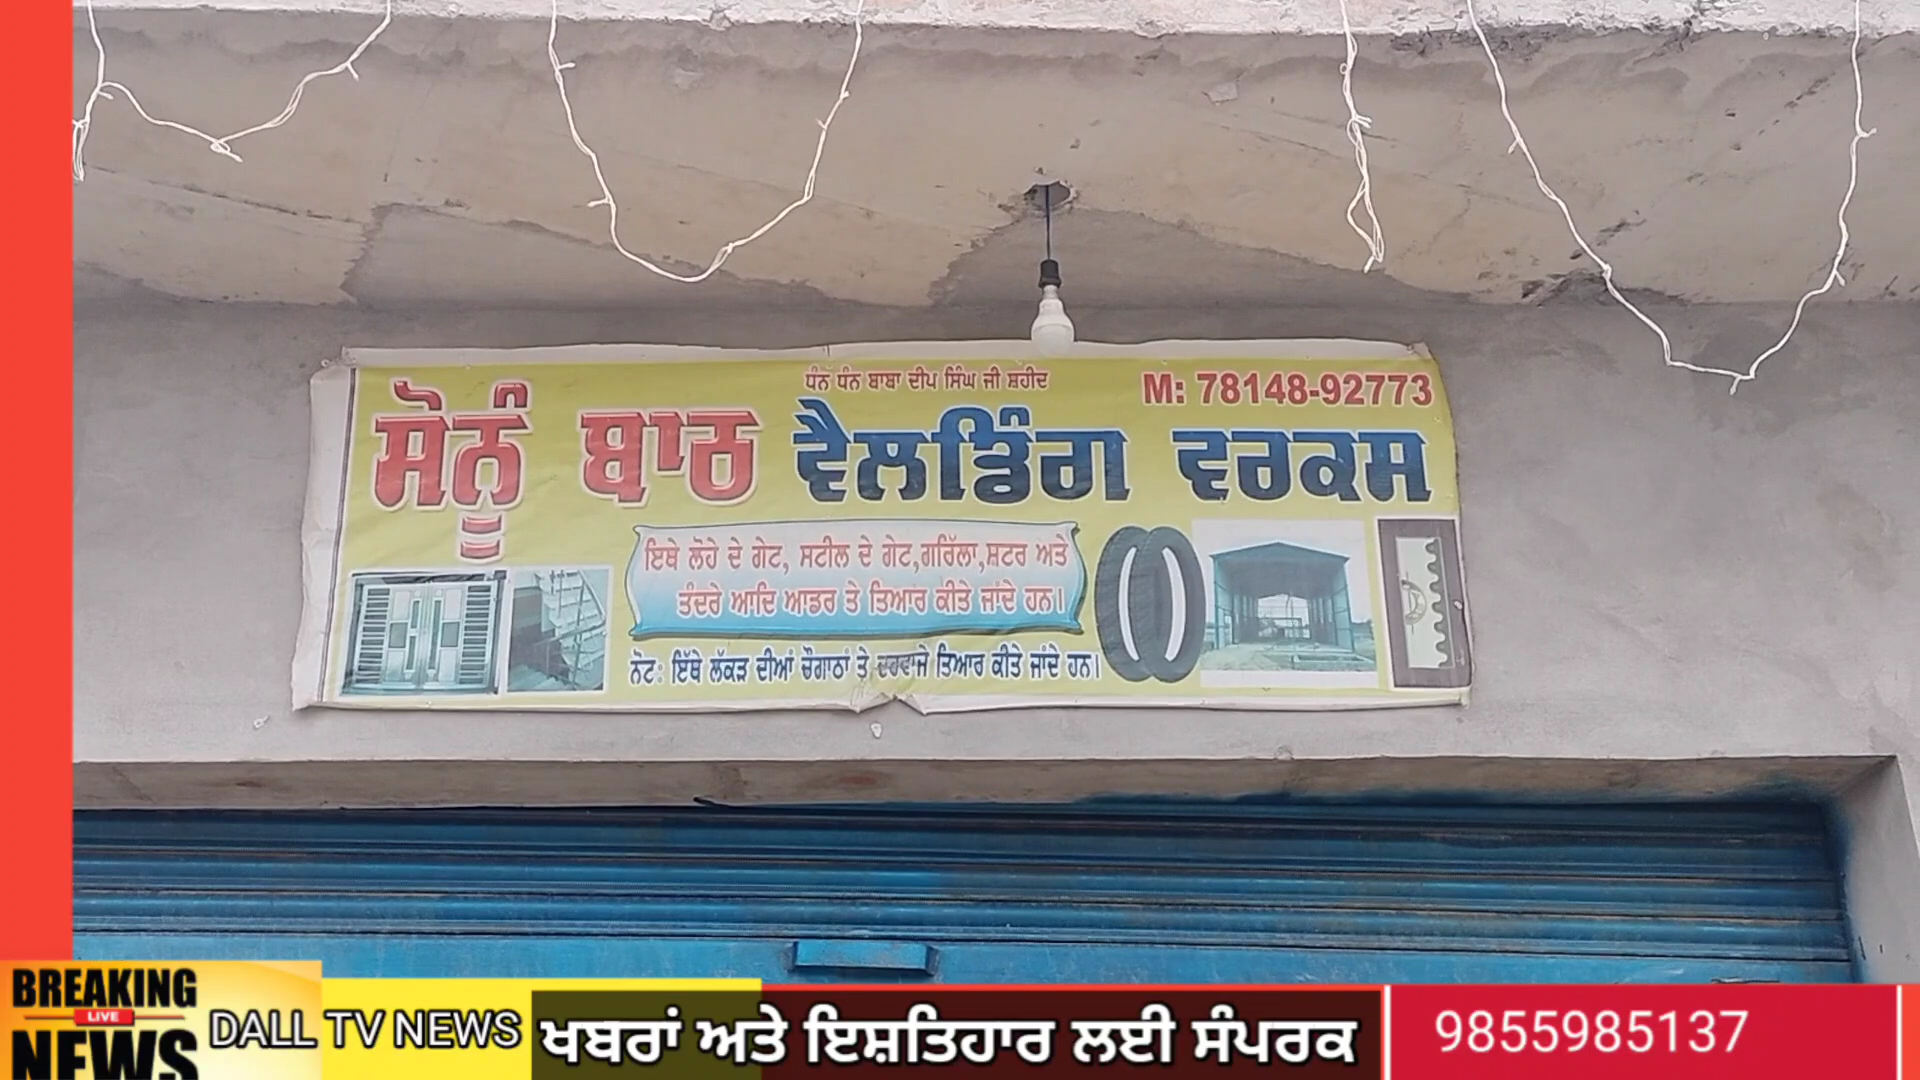 ਧੰਨ ਧੰਨ ਬਾਬਾ ਦੀਪ ਸਿੰਘ ਜੀ ਸ਼ਹੀਦ
M: 78148-92773
ਸੋਨੂੰ ਬਾਠ ਵੈਲਡਿੰਗ ਵਰਕਸ
ਇਥੇ ਲੋਹੇ ਦੇ ਗੇਟ, ਸਟੀਲ ਦੇ ਗੇਟ,ਗਰਿੱਲਾ,ਸ਼ਟਰ ਅਤੇ
ਤੰਦਰੇ ਆਦਿ ਆਡਰ ਤੇ ਤਿਆਰ ਕੀਤੇ ਜਾਂਦੇ ਹਨ।
ਨੋਟ: ਇੱਥੇ ਲੱਕੜ ਦੀਆਂ ਚੌਗਾਠਾਂ ਤੇ ਦਰਵਾਜੇ ਤਿਆਰ ਕੀਤੇ ਜਾਂਦੇ ਹਨ।
BREAKING
LIVE
NEWS
DALL TV NEWS
ਖਬਰਾਂ ਅਤੇ ਇਸ਼ਤਿਹਾਰ ਲਈ ਸੰਪਰਕ
9855985137